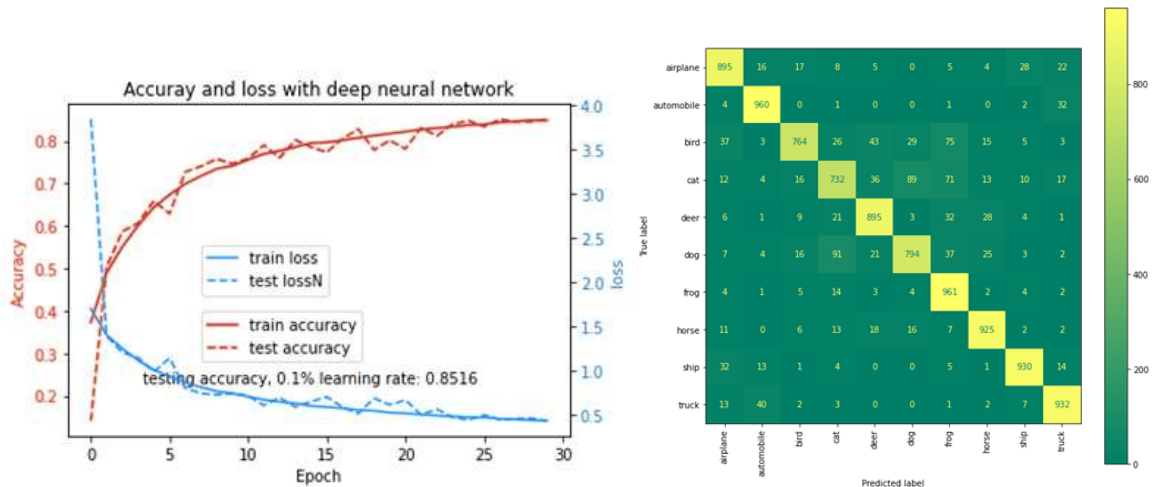 Accuray and loss with deep neural network
Accuracy
0.8
0.7
0.6
0.5
0.4
0.3
0.2
4.0
3.5
3.0
2.5
2.0
1.5
1.0
0.5
loss
train loss
test lossN
train accuracy
test accuracy
testing accuracy, 0.1% learning rate: 0.8516
0 5 10 15 20 25 30
Epoch
True label
airplane 895 16 17 8 5 0 5 4 28 22
automobile 4 960 0 1 0 0 1 0 2 32
bird 37 3 764 26 43 29 75 15 5 3
cat 12 4 16 732 36 89 71 13 10 17
deer 6 1 9 21 895 3 32 28 4 1
dog 7 4 16 91 21 794 37 25 3 2
frog 4 1 5 14 3 4 961 2 4 2
horse 11 0 6 13 18 16 7 925 2 2
ship 32 13 1 4 0 0 5 1 930 14
truck 13 40 2 3 0 0 1 2 7 932
airplane automobile bird cat deer dog frog horse ship truck
Predicted label
800
600
400
200
0